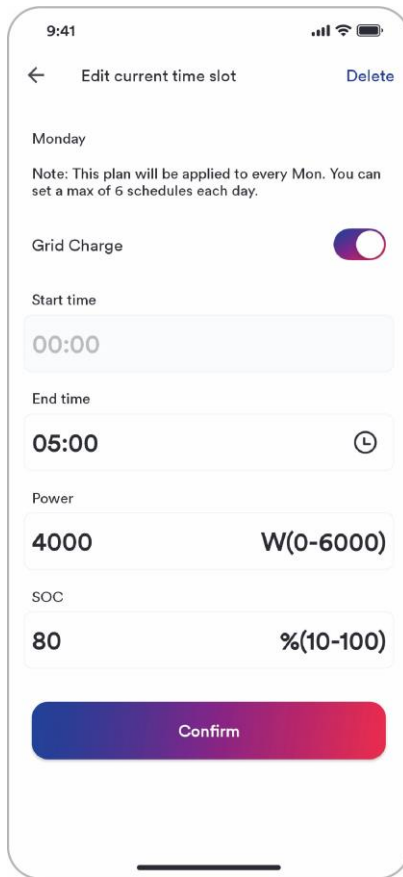 9:41
Edit current time slot Delete
Monday
Note: This plan will be applied to every Mon. You can
set a max of 6 schedules each day.
Grid Charge
Start time
00:00
End time
05:00
Power
4000 W(0-6000)
SOC
80 %(10-100)
Confirm